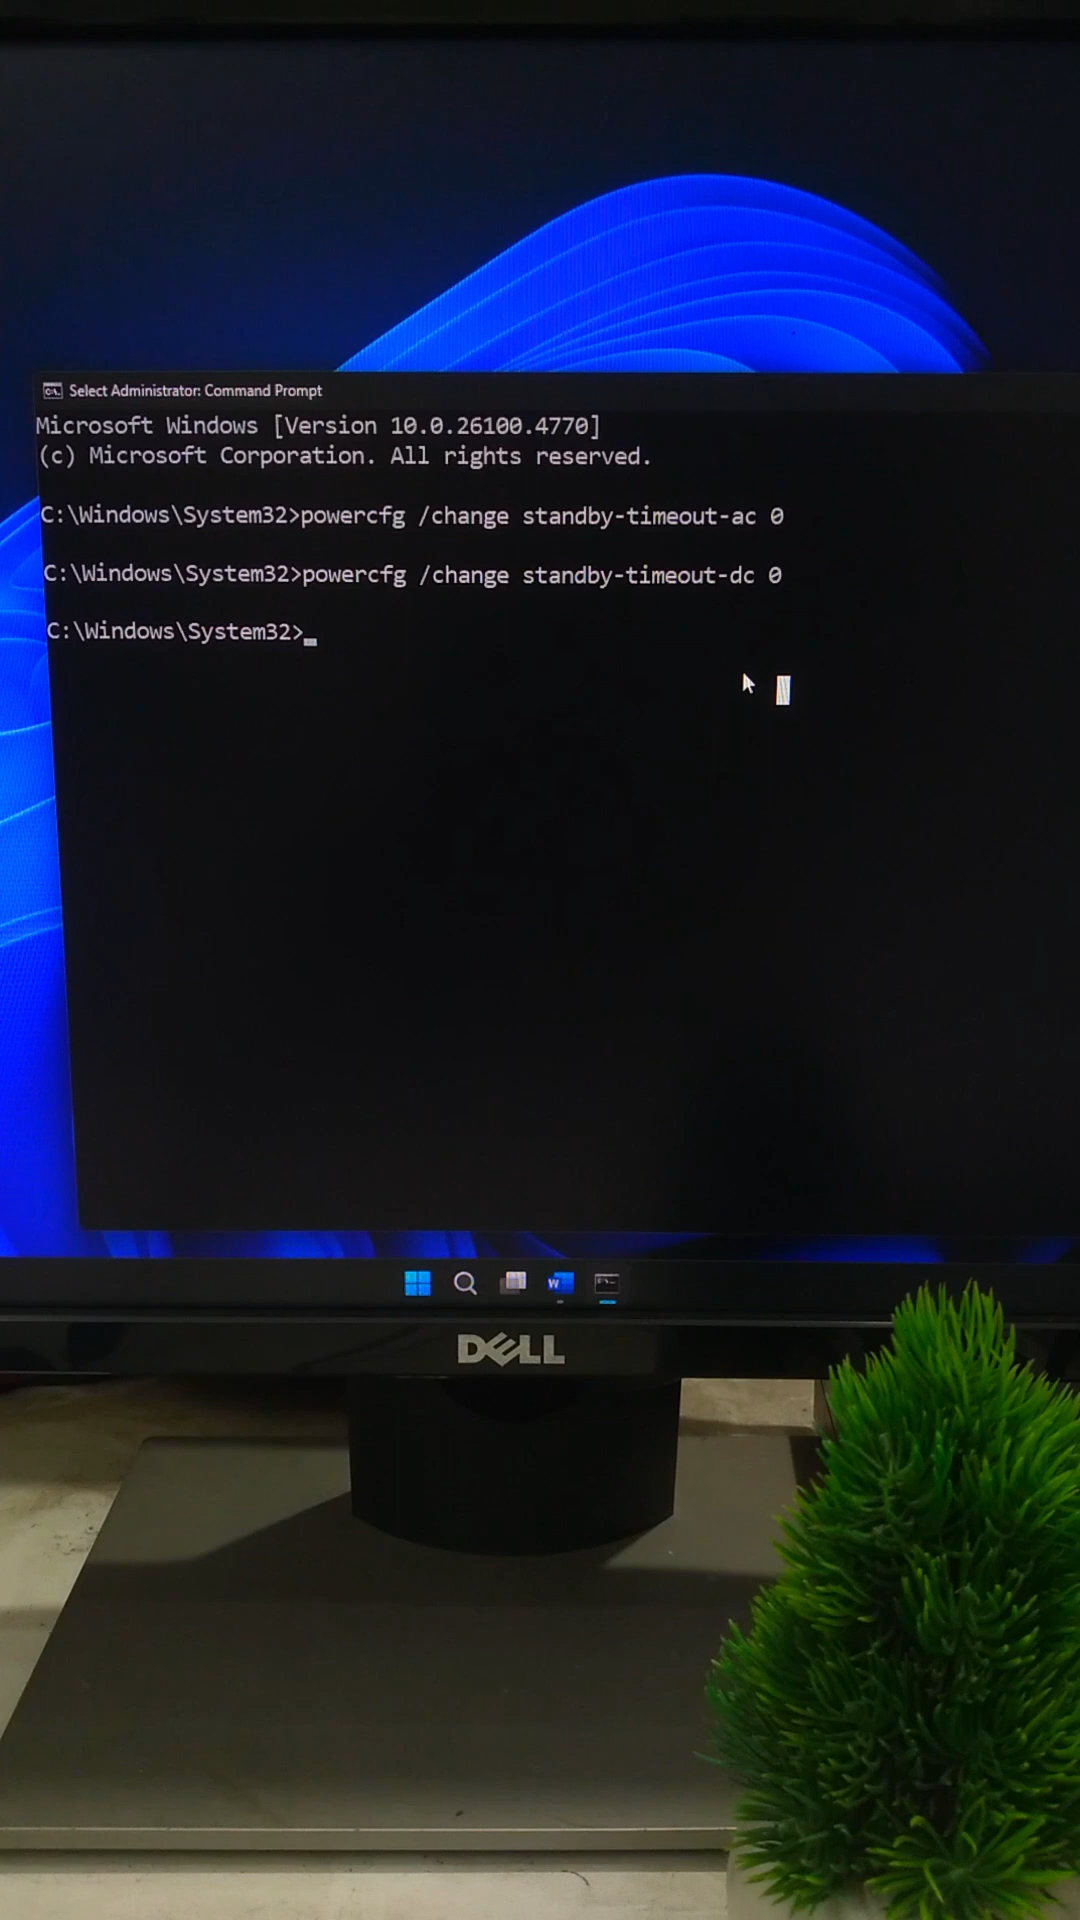 Select Administrator: Command Prompt
Microsoft Windows [Version 10.0.26100.4770]
(c) Microsoft Corporation. All rights reserved.
C:\Windows\System32>powercfg /change standby-timeout-ac 0
C:\Windows\System32>powercfg /change standby-timeout-dc 0
C:\Windows\System32>
DELL